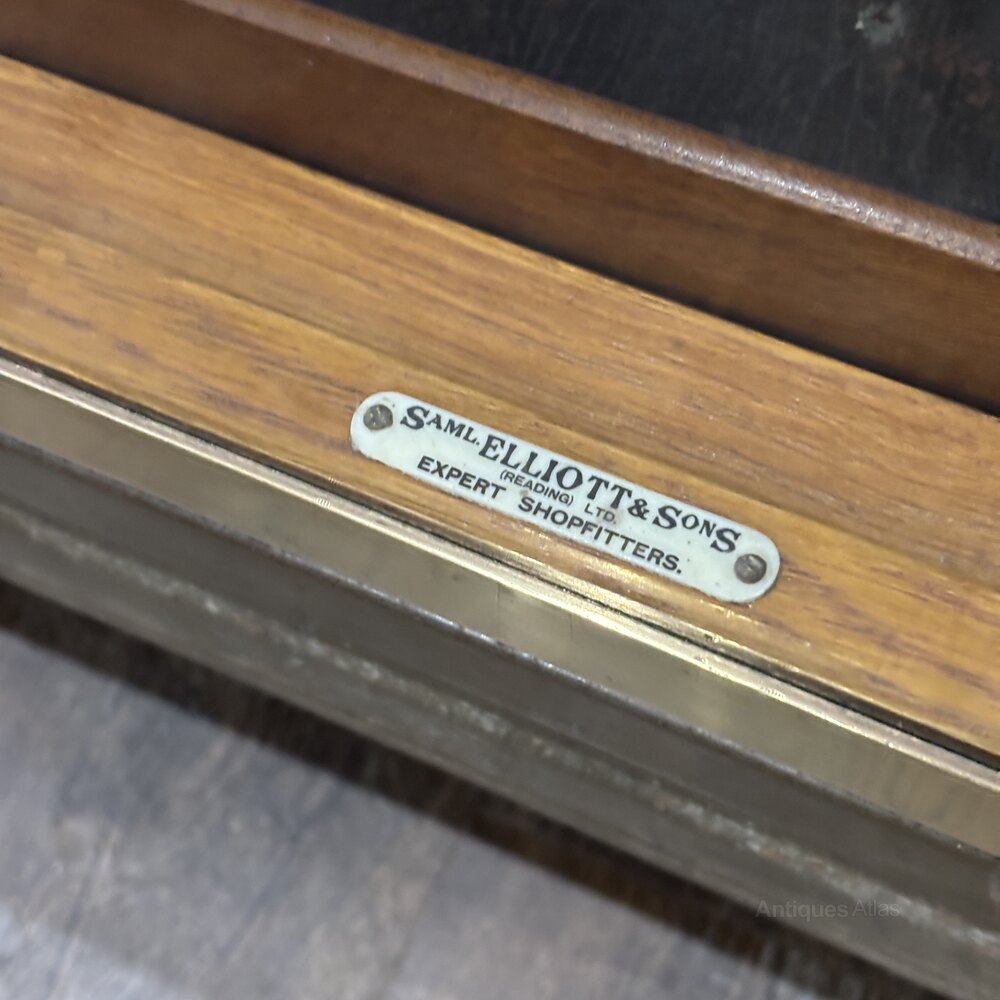 SAML. ELLIOTT & SONS
(READING) LTD.
EXPERT SHOPFITTERS.
Antiques Atlas